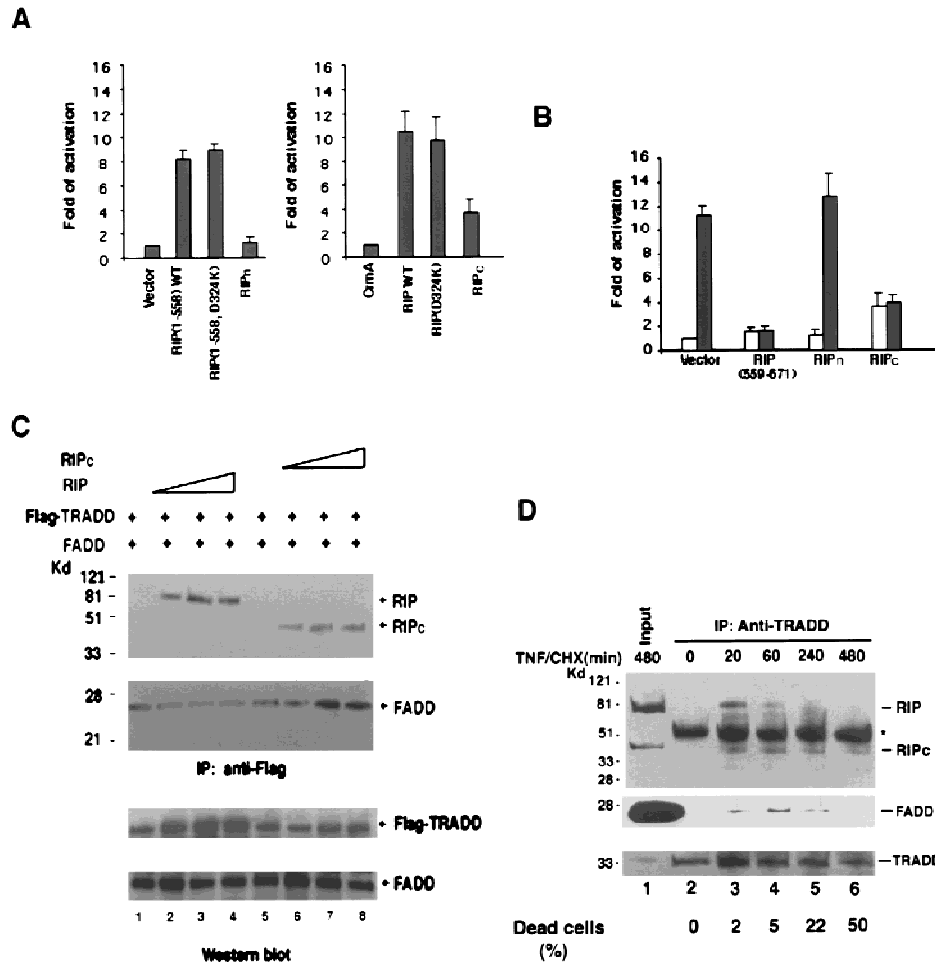 A
Fold of activation
16
14
12
10
8
6
4
2
0
Vector
RIP(1-558) WT
RIP(1-558, D324K)
RIPn
Fold of activation
16
14
12
10
8
6
4
2
0
CrmA
RIP WT
RIP(D324K)
RIPc
B
Fold of activation
16
14
12
10
8
6
4
2
0
Vector
RIP
(559-671)
RIPn
RIPc
C
RIPc
RIP
Flag-TRADD + + + + + + + +
FADD + + + + + + + +
Kd
121 -
81 -
51 -
33 -
RIP
RIPc
28 -
21 -
FADD
IP: anti-Flag
Flag-TRADD
FADD
1 2 3 4 5 6 7 8
Western blot
D
Input
IP: Anti-TRADD
TNF/CHX(min) 480 0 20 60 240 480
Kd
121 -
81 -
51 -
33 -
28 -
RIP
*
RIPc
28 -
FADD
33 -
TRADD
1 2 3 4 5 6
Dead cells 0 2 5 22 50
(%)